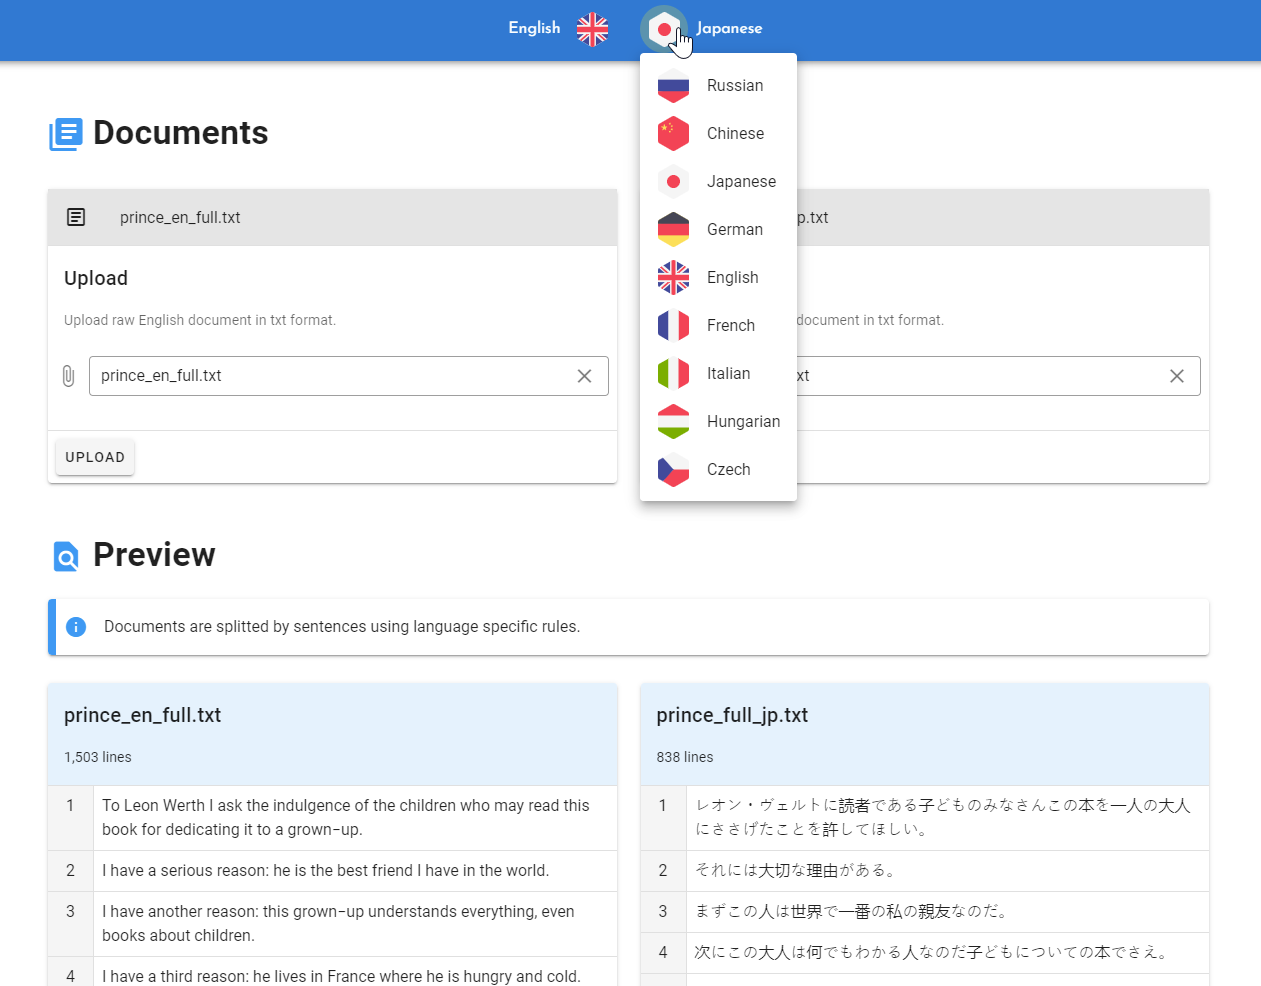 English
Japanese
Russian
Chinese
Japanese
German
English
French
Italian
Hungarian
Czech
Documents
prince_en_full.txt
p.txt
Upload
Upload raw English document in txt format.
document in txt format.
prince_en_full.txt
xt
UPLOAD
Preview
Documents are splitted by sentences using language specific rules.
prince_en_full.txt
1,503 lines
1
To Leon Werth I ask the indulgence of the children who may read this
book for dedicating it to a grown-up.
2
I have a serious reason: he is the best friend I have in the world.
3
I have another reason: this grown-up understands everything, even
books about children.
4
I have a third reason: he lives in France where he is hungry and cold.
prince_full_jp.txt
838 lines
1
レオン・ヴェルトに読者である子どものみなさんこの本を一人の大人
にささげたことを許してほしい。
2
それには大切な理由がある。
3
まずこの人は世界で一番の私の親友なのだ。
4
次にこの大人は何でもわかる人なのだ子どもについての本でさえ。